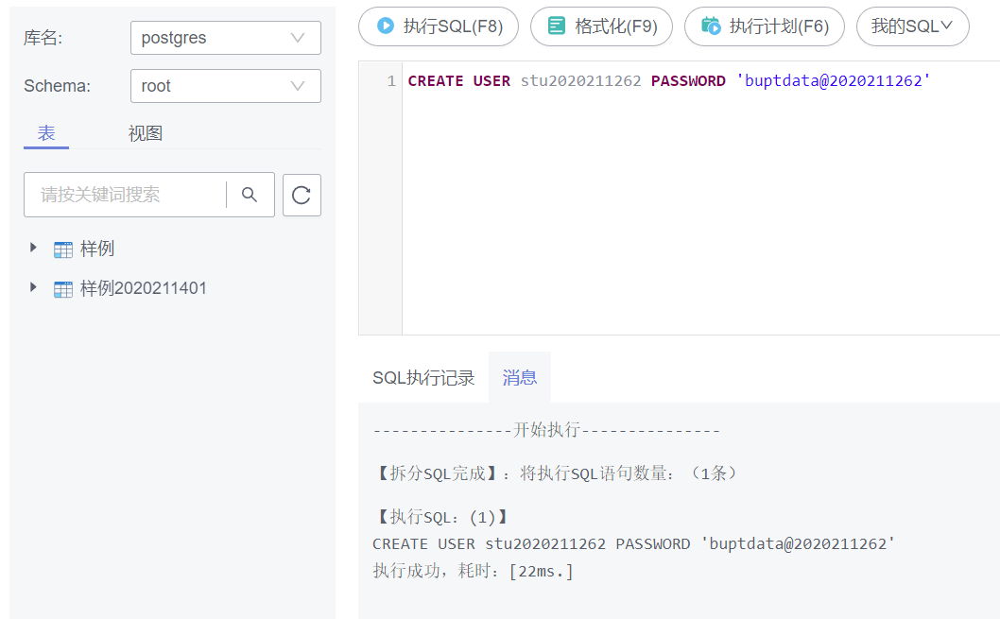 库名:
postgres
Schema:
root
表
视图
请按关键词搜索
样例
样例2020211401
执行SQL(F8)
格式化(F9)
执行计划(F6)
我的SQL
1
CREATE USER stu2020211262 PASSWORD 'buptdata@2020211262'
SQL执行记录
消息
---------------开始执行---------------
【拆分SQL完成】：将执行SQL语句数量：（1条）
【执行SQL：(1)】
CREATE USER stu2020211262 PASSWORD 'buptdata@2020211262'
执行成功，耗时：[22ms.]